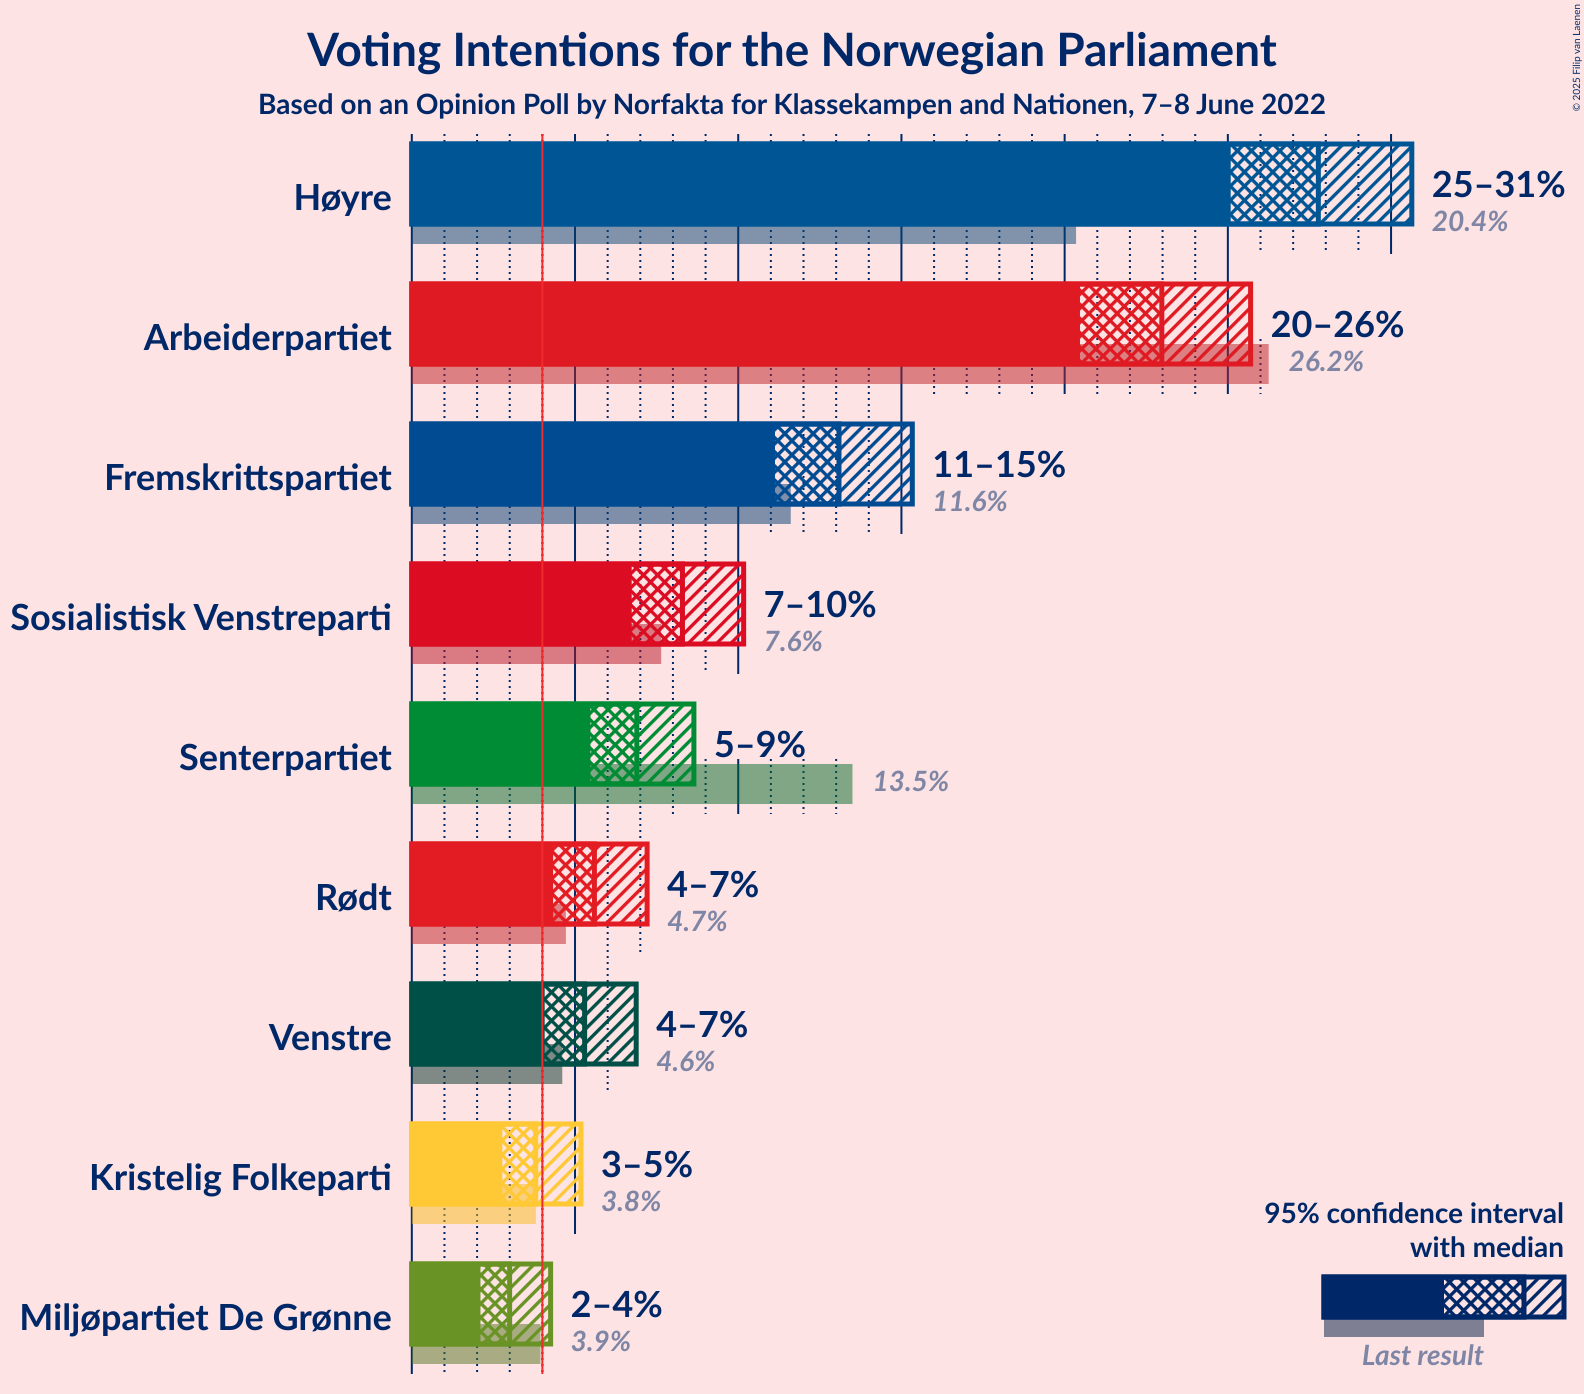 Voting Intentions for the Norwegian Parliament
Based on an Opinion Poll by Norfakta for Klassekampen and Nationen, 7–8 June 2022
© 2025 Filip van Laenen
Høyre
25–31%
20.4%
Arbeiderpartiet
20–26%
26.2%
Fremskrittspartiet
11–15%
11.6%
Sosialistisk Venstreparti
7–10%
7.6%
Senterpartiet
5–9%
13.5%
Rødt
4–7%
4.7%
Venstre
4–7%
4.6%
Kristelig Folkeparti
3–5%
3.8%
Miljøpartiet De Grønne
2–4%
3.9%
95% confidence interval
with median
Last result